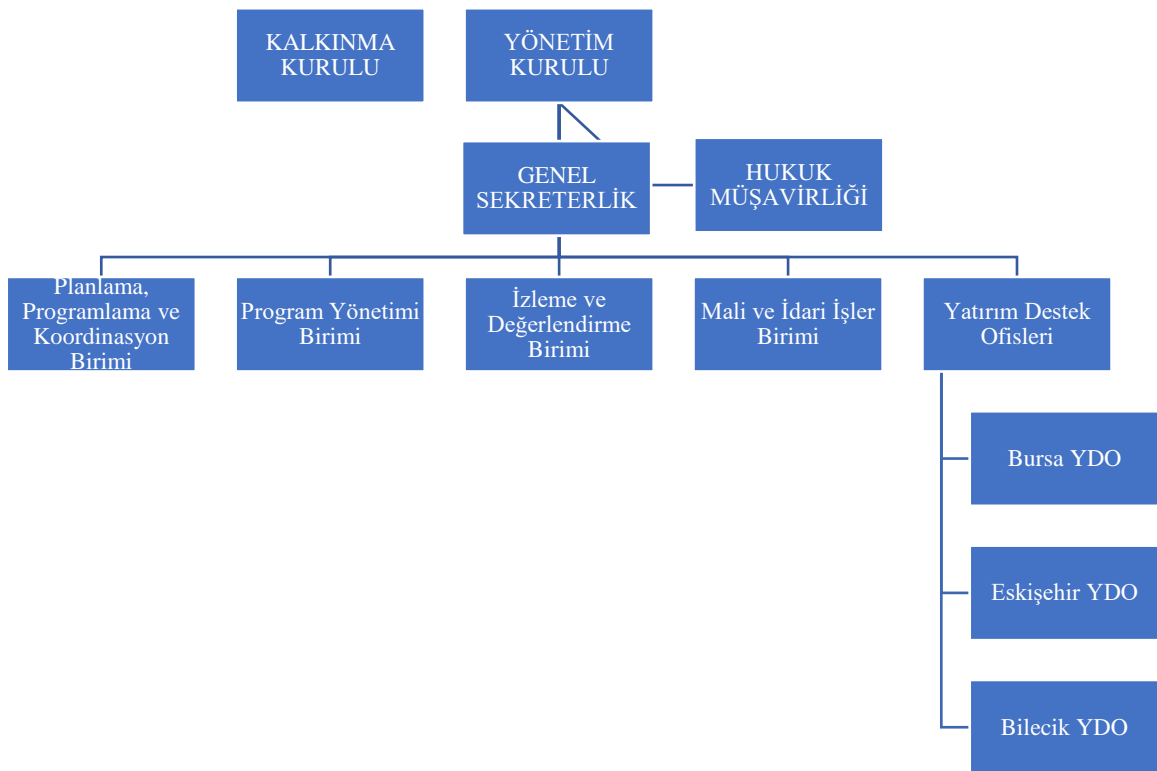 KALKINMA
KURULU
YÖNETİM
KURULU
GENEL
SEKRETERLİK
HUKUK
MÜŞAVİRLİĞİ
Planlama,
Programlama ve
Koordinasyon
Birimi
Program Yönetimi
Birimi
İzleme ve
Değerlendirme
Birimi
Mali ve İdari İşler
Birimi
Yatırım Destek
Ofisleri
Bursa YDO
Eskişehir YDO
Bilecik YDO